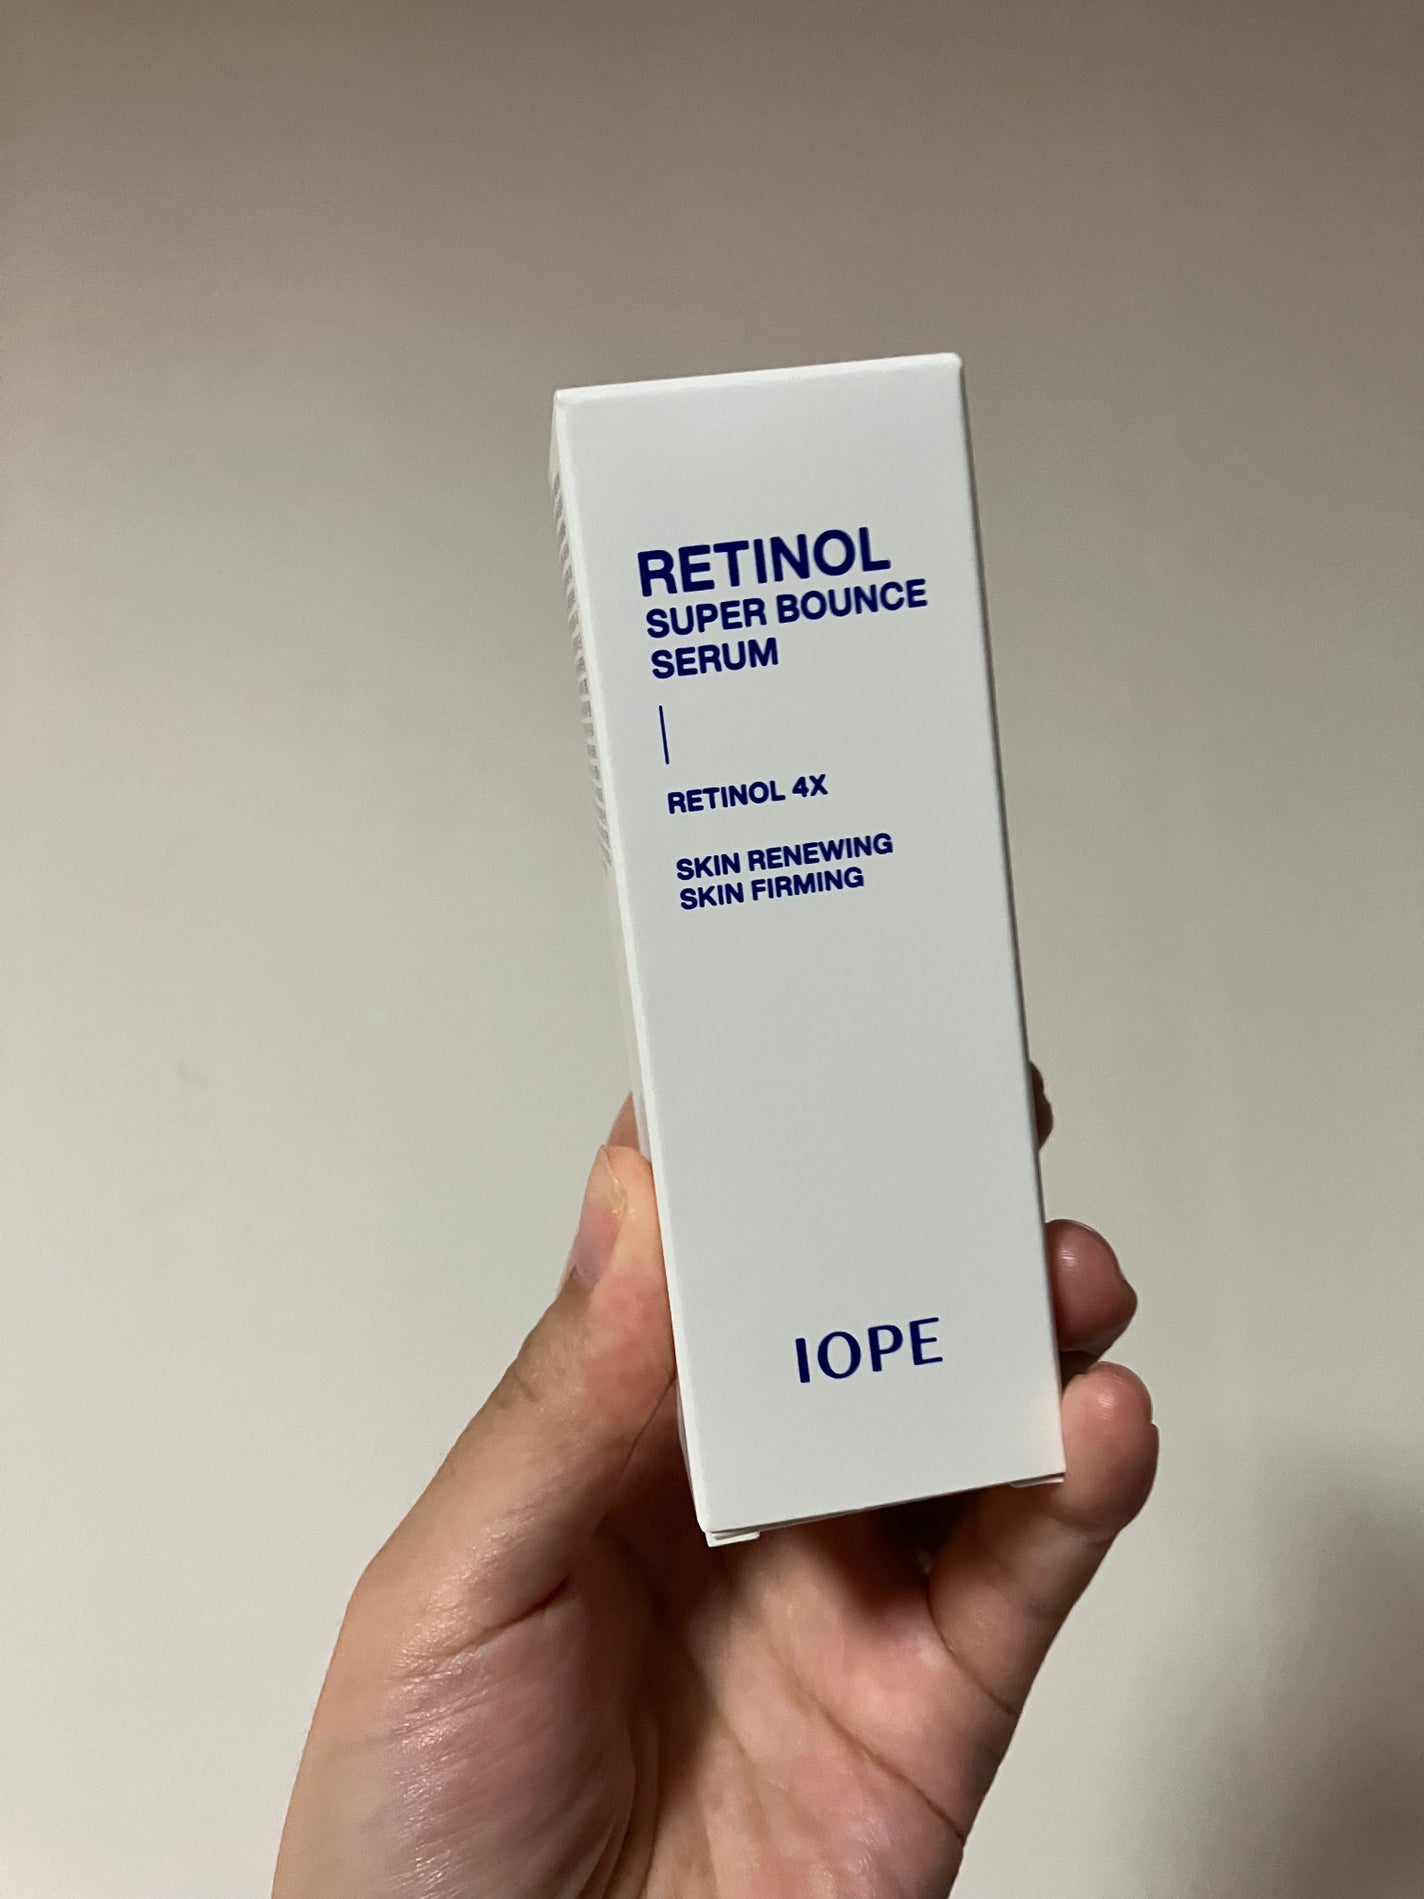 RETINOL
SUPER BOUNCE
SERUM
RETINOL 4X
SKIN RENEWING
SKIN FIRMING
IOPE